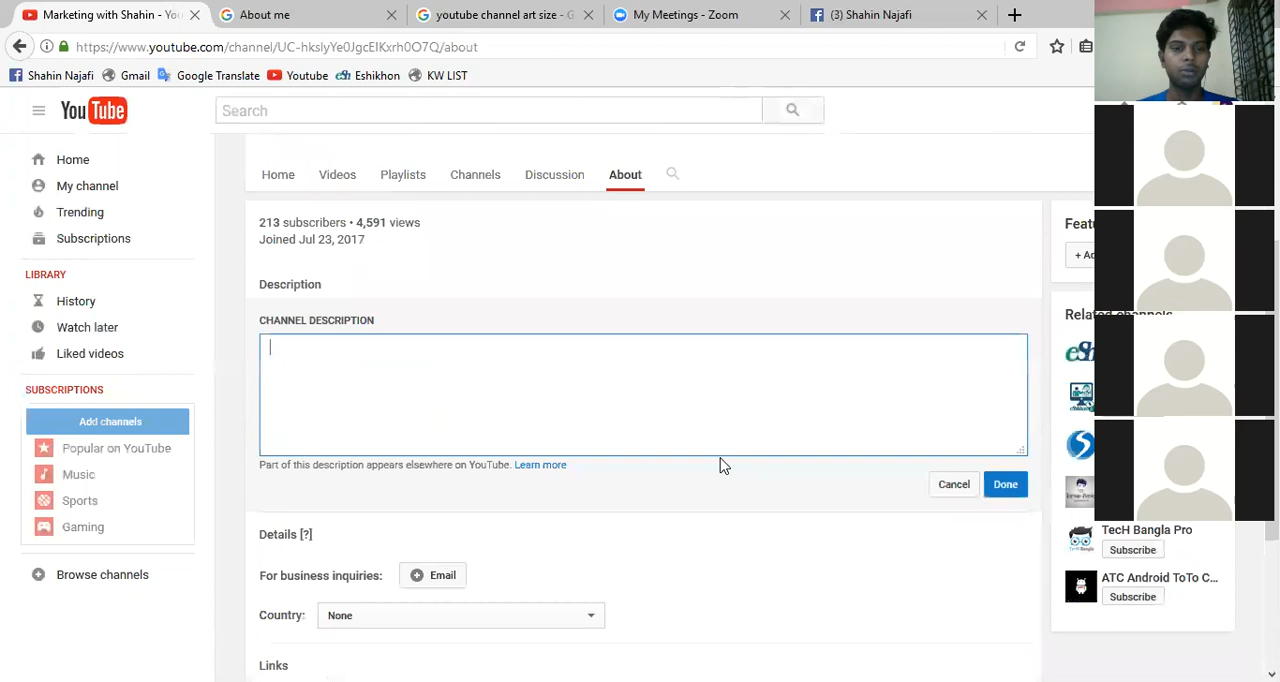 Marketing with Shahin - You
About me
youtube channel art size - G
My Meetings - Zoom
(3) Shahin Najafi
https://www.youtube.com/channel/UC-hkslyYe0JgcEIKxrh0O7Q/about
Shahin Najafi
Gmail
Google Translate
Youtube
Eshikhon
KW LIST
YouTube
Search
Home
My channel
Trending
Subscriptions
LIBRARY
History
Watch later
Liked videos
SUBSCRIPTIONS
Add channels
Popular on YouTube
Music
Sports
Gaming
Browse channels
Home
Videos
Playlists
Channels
Discussion
About
213 subscribers • 4,591 views
Joined Jul 23, 2017
Description
CHANNEL DESCRIPTION
Part of this description appears elsewhere on YouTube. Learn more
Cancel
Done
Details [?]
For business inquiries:
Email
Country:
None
Links
Related channels
TecH Bangla Pro
Subscribe
ATC Android ToTo C...
Subscribe